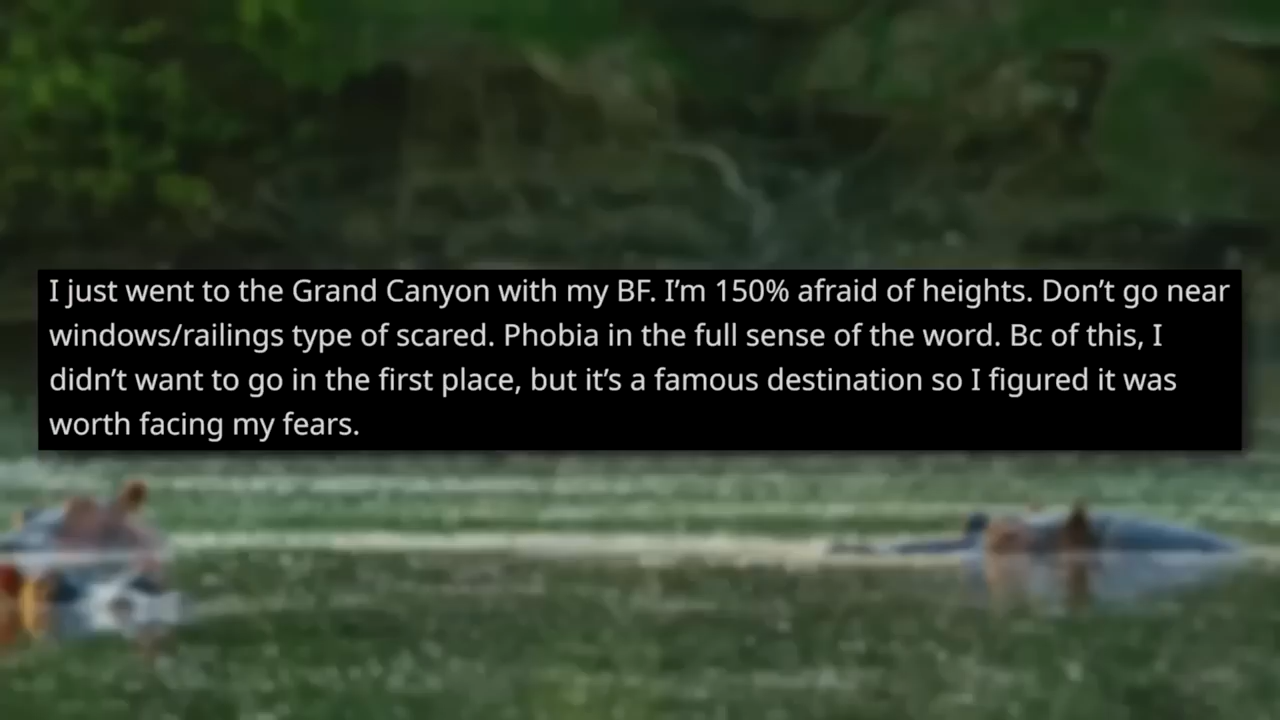 I just went to the Grand Canyon with my BF. I’m 150% afraid of heights. Don’t go near
windows/railings type of scared. Phobia in the full sense of the word. Bc of this, I
didn’t want to go in the first place, but it’s a famous destination so I figured it was
worth facing my fears.